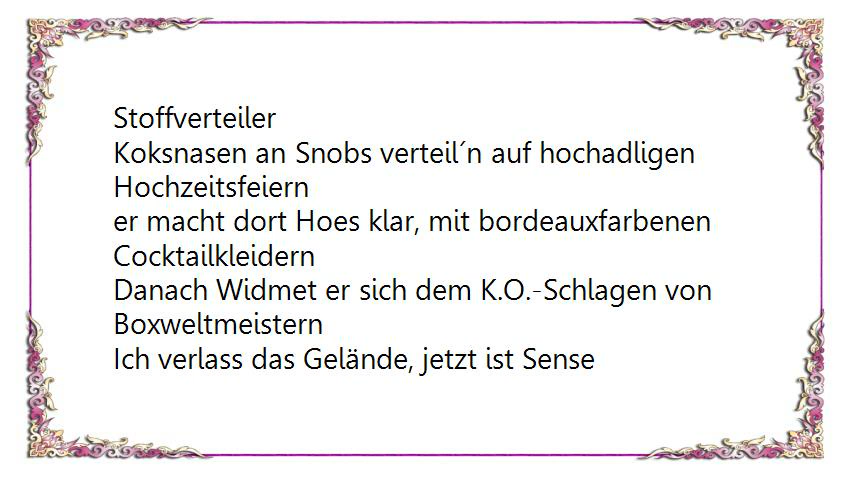 Stoffverteiler
Koksnasen an Snobs verteil´n auf hochadligen
Hochzeitsfeiern
er macht dort Hoes klar, mit bordeauxfarbenen
Cocktailkleidern
Danach Widmet er sich dem K.O.-Schlagen von
Boxweltmeistern
Ich verlass das Gelände, jetzt ist Sense